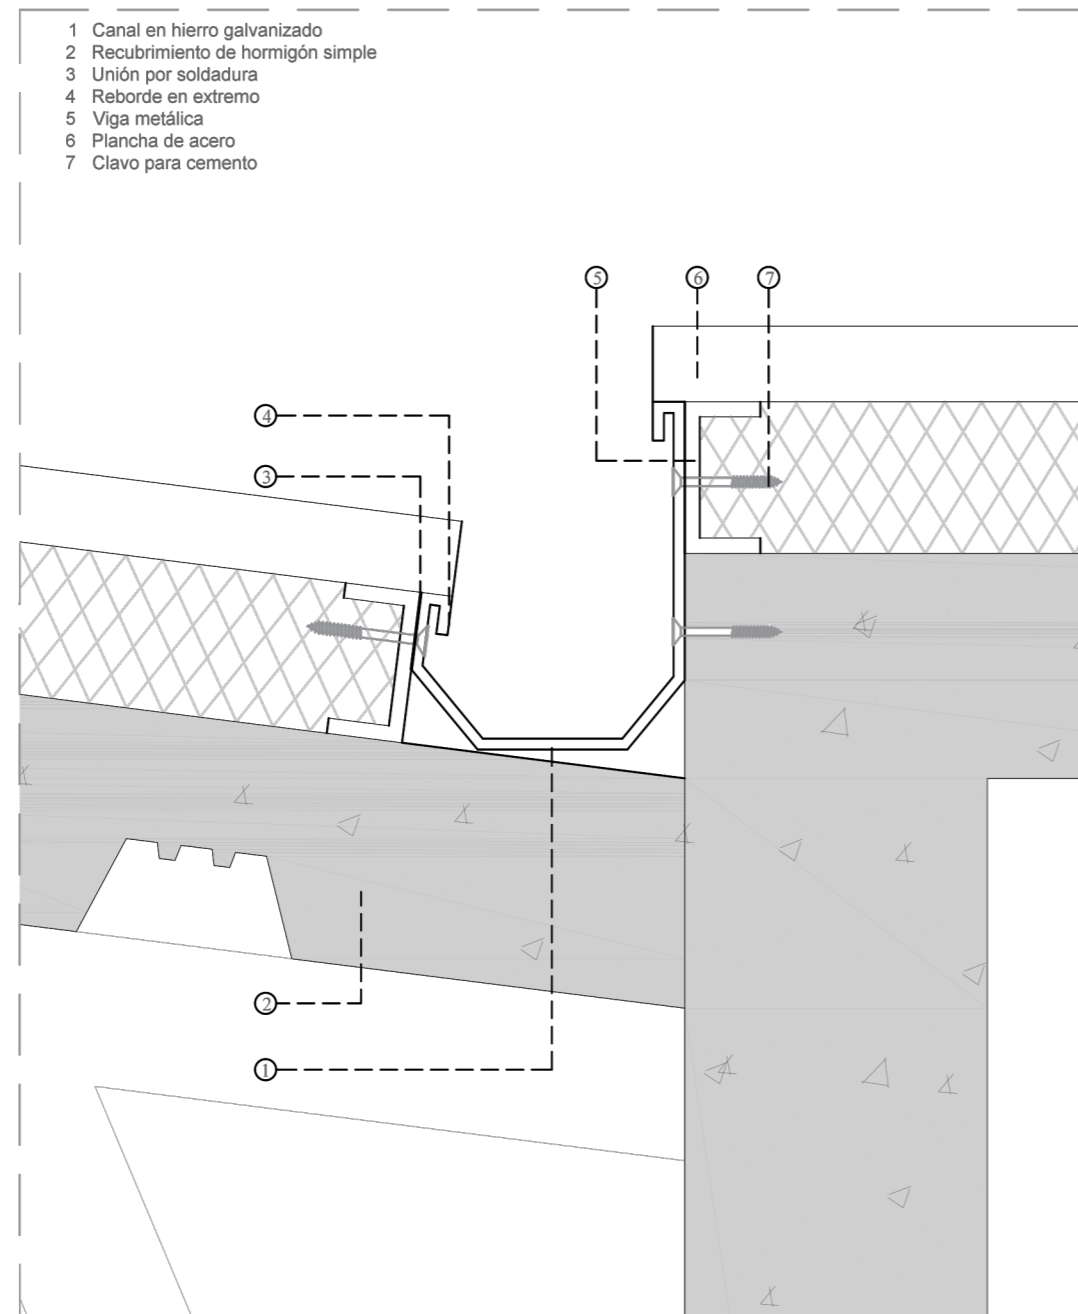 1 Canal en hierro galvanizado
2 Recubrimiento de hormigón simple
3 Unión por soldadura
4 Reborde en extremo
5 Viga metálica
6 Plancha de acero
7 Clavo para cemento
5
6
7
4
3
2
1